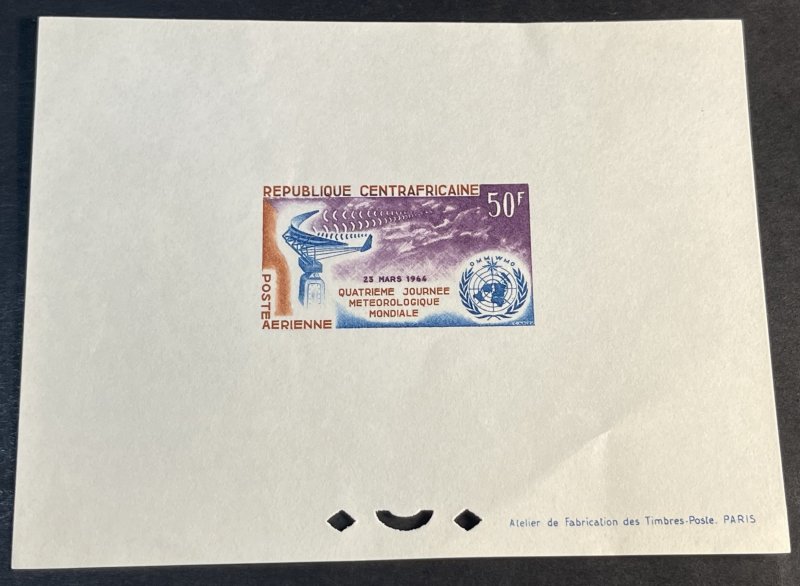 REPUBLIQUE CENTRAFRICAINE
50F
23 MARS 1964
QUATRIEME JOURNEE
METEOROLOGIQUE
MONDIALE
OMM WMO
POSTE
AERIENNE
Atelier de Fabrication des Timbres-Poste. PARIS